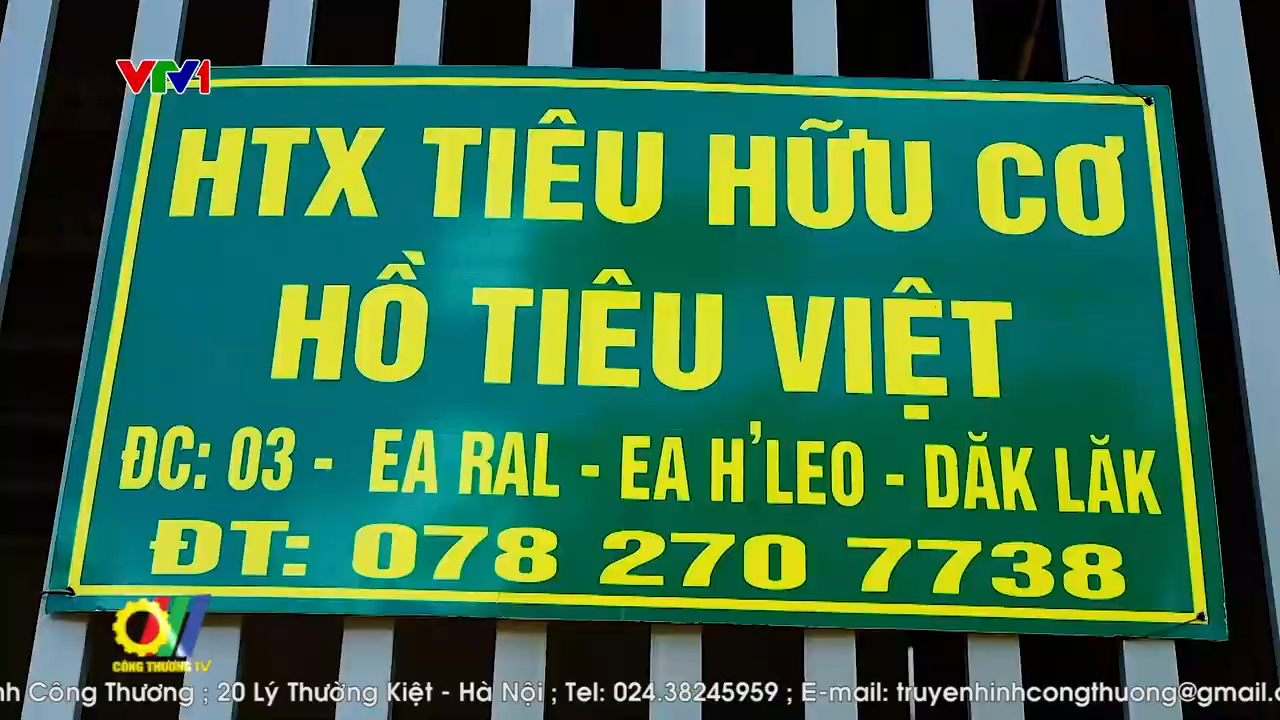 VTV1
HTX TIÊU HỮU CƠ
HỒ TIÊU VIỆT
ĐC: 03 - EA RAL - EA H'LEO - DĂK LĂK
ĐT: 078 270 7738
CÔNG THƯƠNG TV
Công Thương ; 20 Lý Thường Kiệt - Hà Nội ; Tel: 024.38245959 ; E-mail: truyenhinhcongthuong@gmail.c